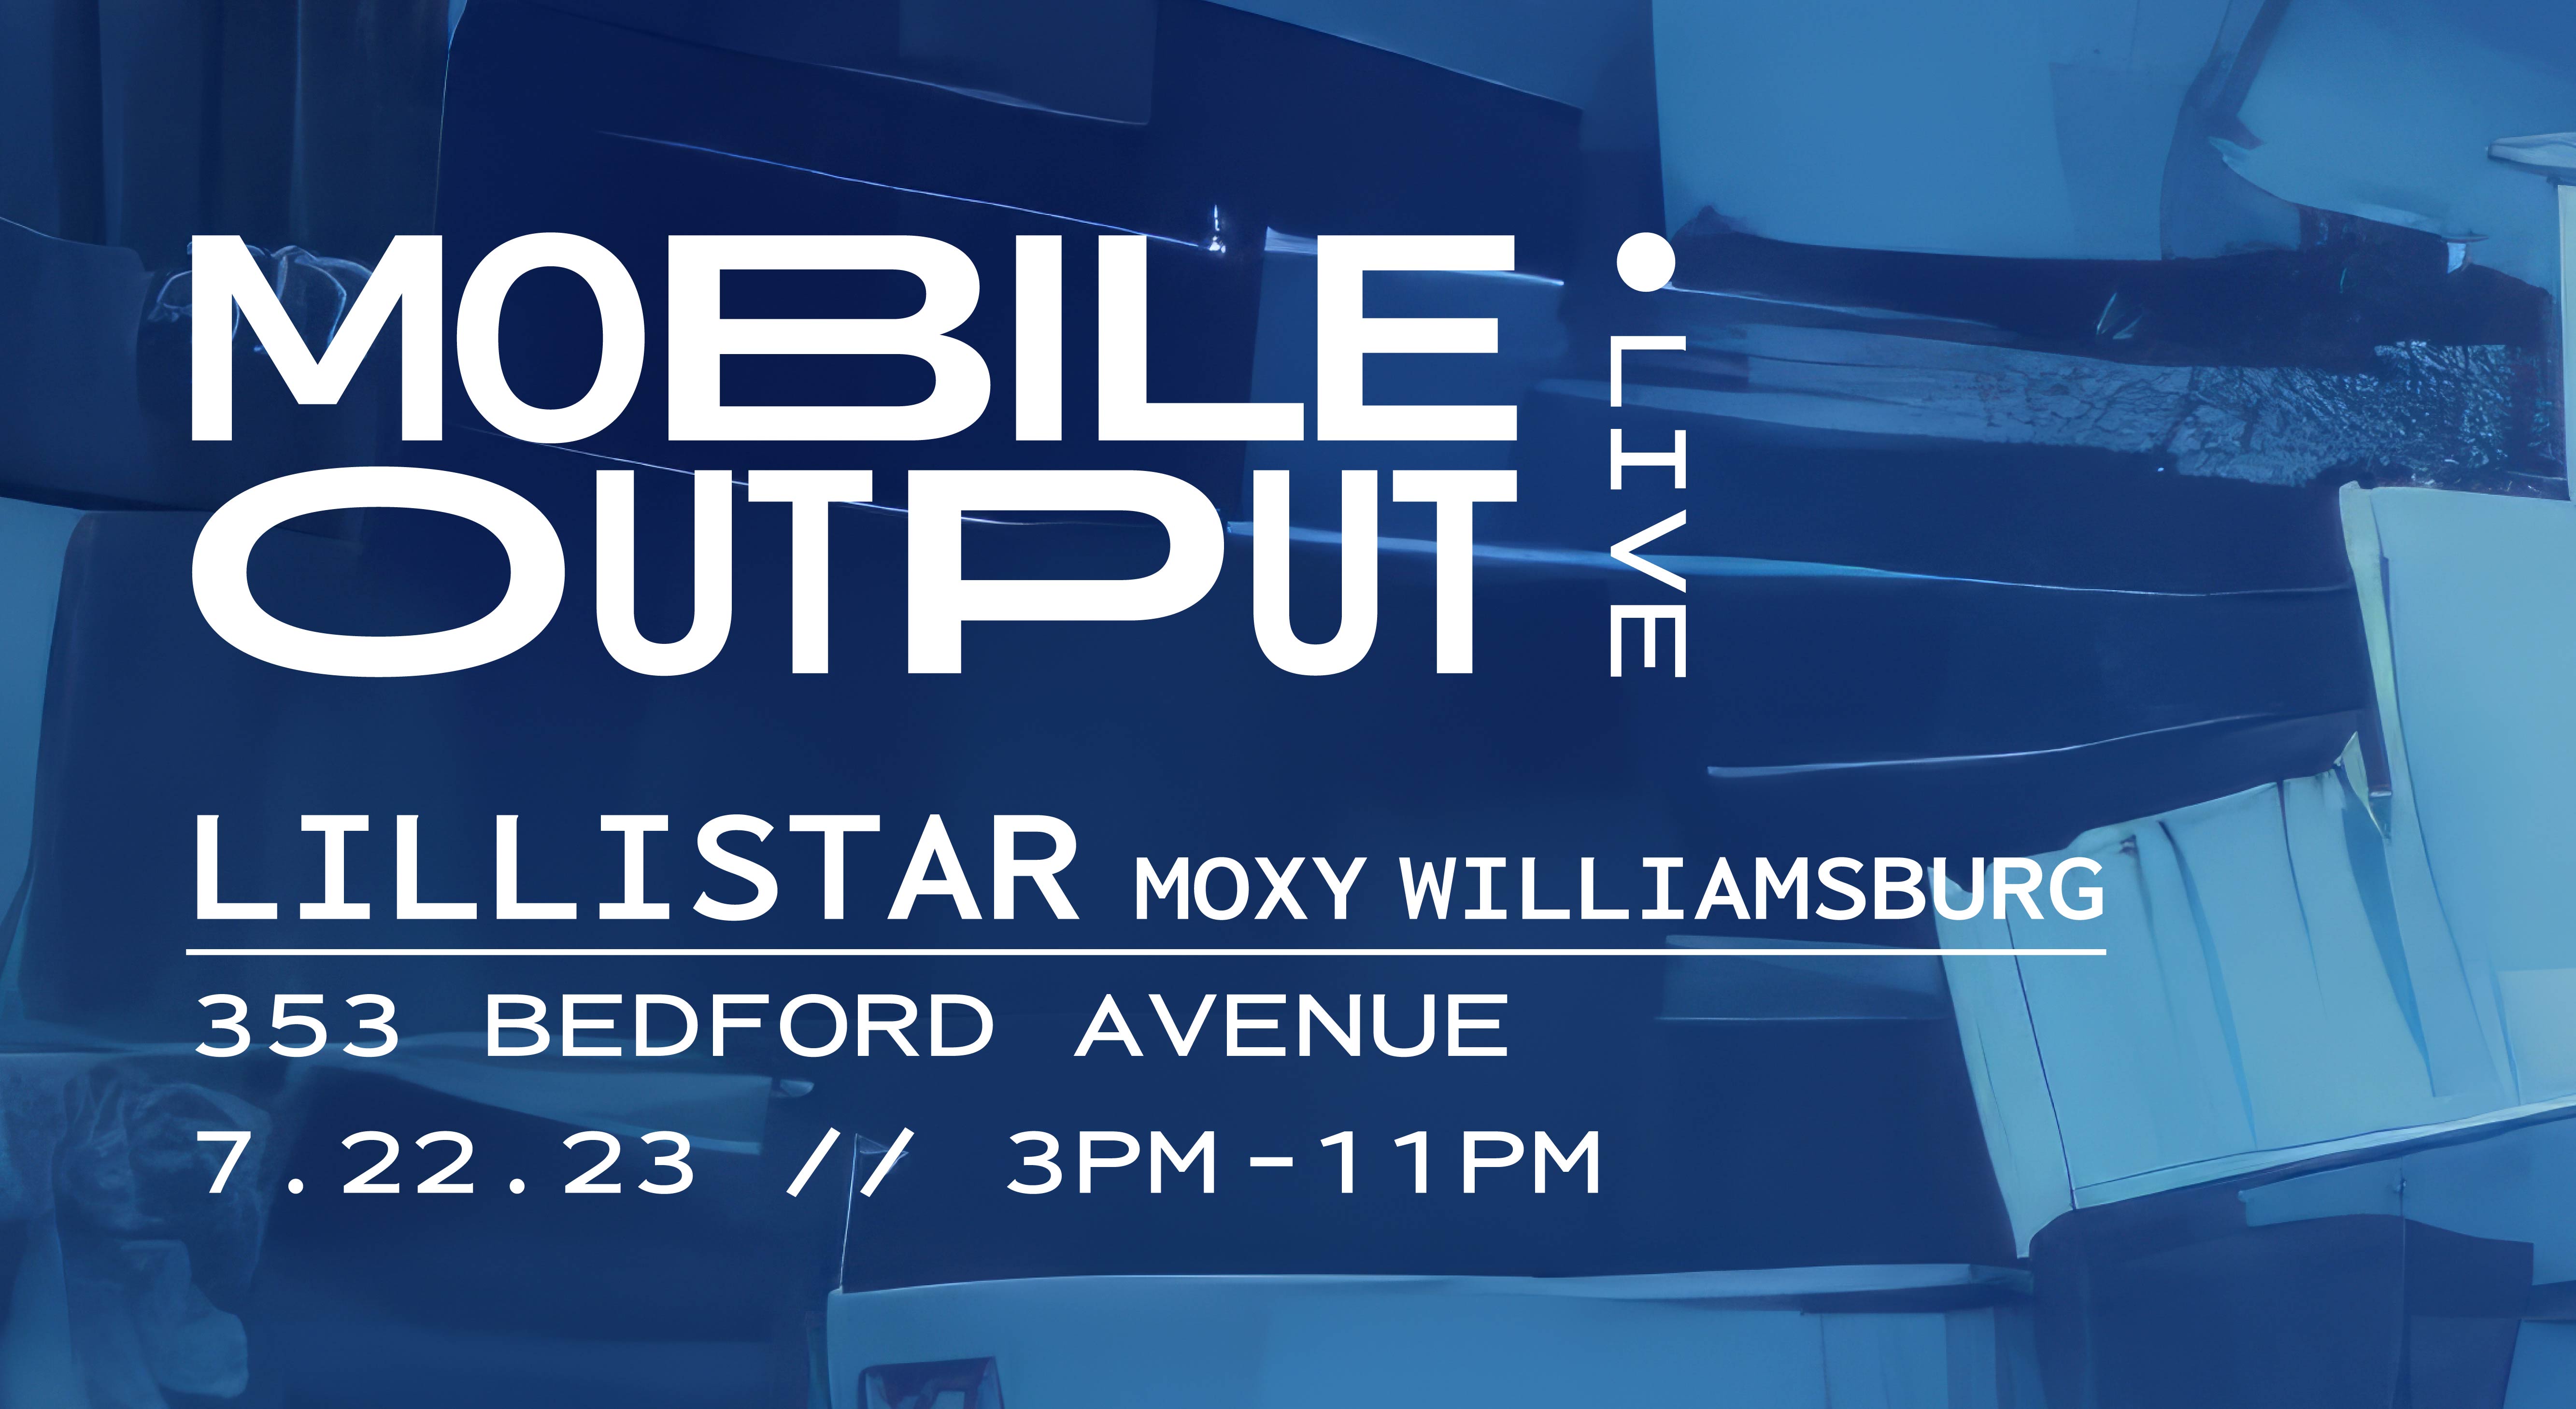 MOBILE
OUTPUT
LIVE
LILLISTAR MOXY WILLIAMSBURG
353 BEDFORD AVENUE
7.22.23 // 3PM-11PM